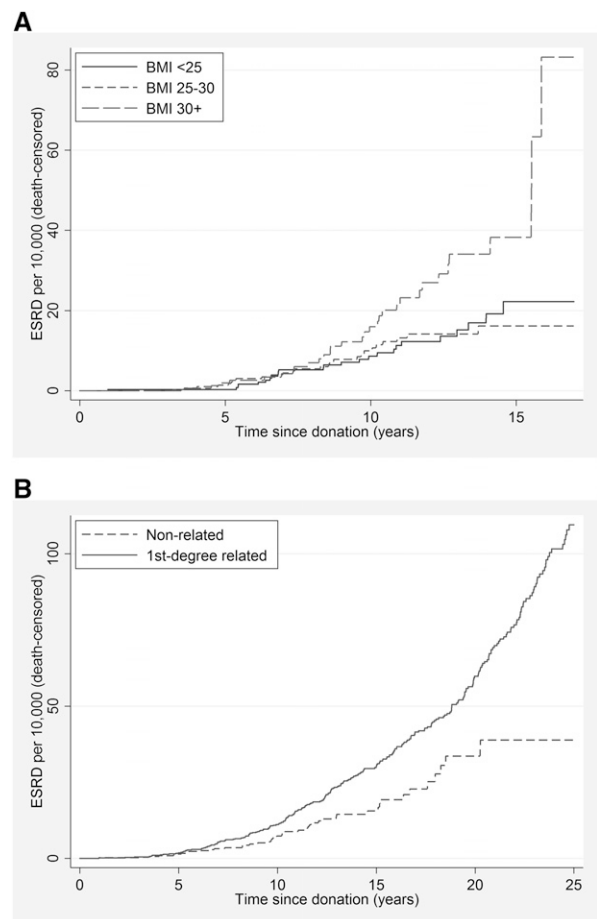 A
BMI <25
BMI 25-30
BMI 30+
ESRD per 10,000 (death-censored)
80
60
40
20
0
0 5 10 15
Time since donation (years)
B
Non-related
1st-degree related
ESRD per 10,000 (death-censored)
100
50
0
0 5 10 15 20 25
Time since donation (years)